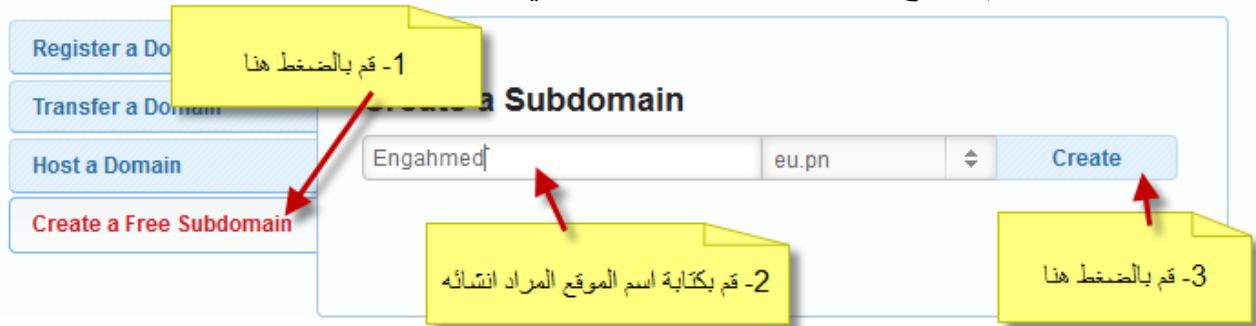 Register a Do
1- قم بالضغط هنا
Transfer a Domain
Create a Subdomain
Host a Domain
Engahmed
eu.pn
Create
Create a Free Subdomain
2- قم بكتابة اسم الموقع المراد انشائه
3- قم بالضغط هنا